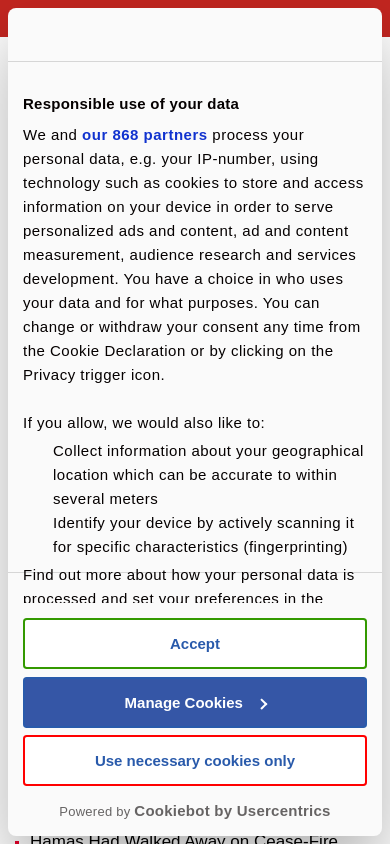 Responsible use of your data
We and our 868 partners process your
personal data, e.g. your IP-number, using
technology such as cookies to store and access
information on your device in order to serve
personalized ads and content, ad and content
measurement, audience research and services
development. You have a choice in who uses
your data and for what purposes. You can
change or withdraw your consent any time from
the Cookie Declaration or by clicking on the
Privacy trigger icon.
If you allow, we would also like to:
Collect information about your geographical
location which can be accurate to within
several meters
Identify your device by actively scanning it
for specific characteristics (fingerprinting)
Find out more about how your personal data is
processed and set your preferences in the
Accept
Manage Cookies
Use necessary cookies only
Powered by Cookiebot by Usercentrics
Hamas Had Walked Away on Cease-Fire